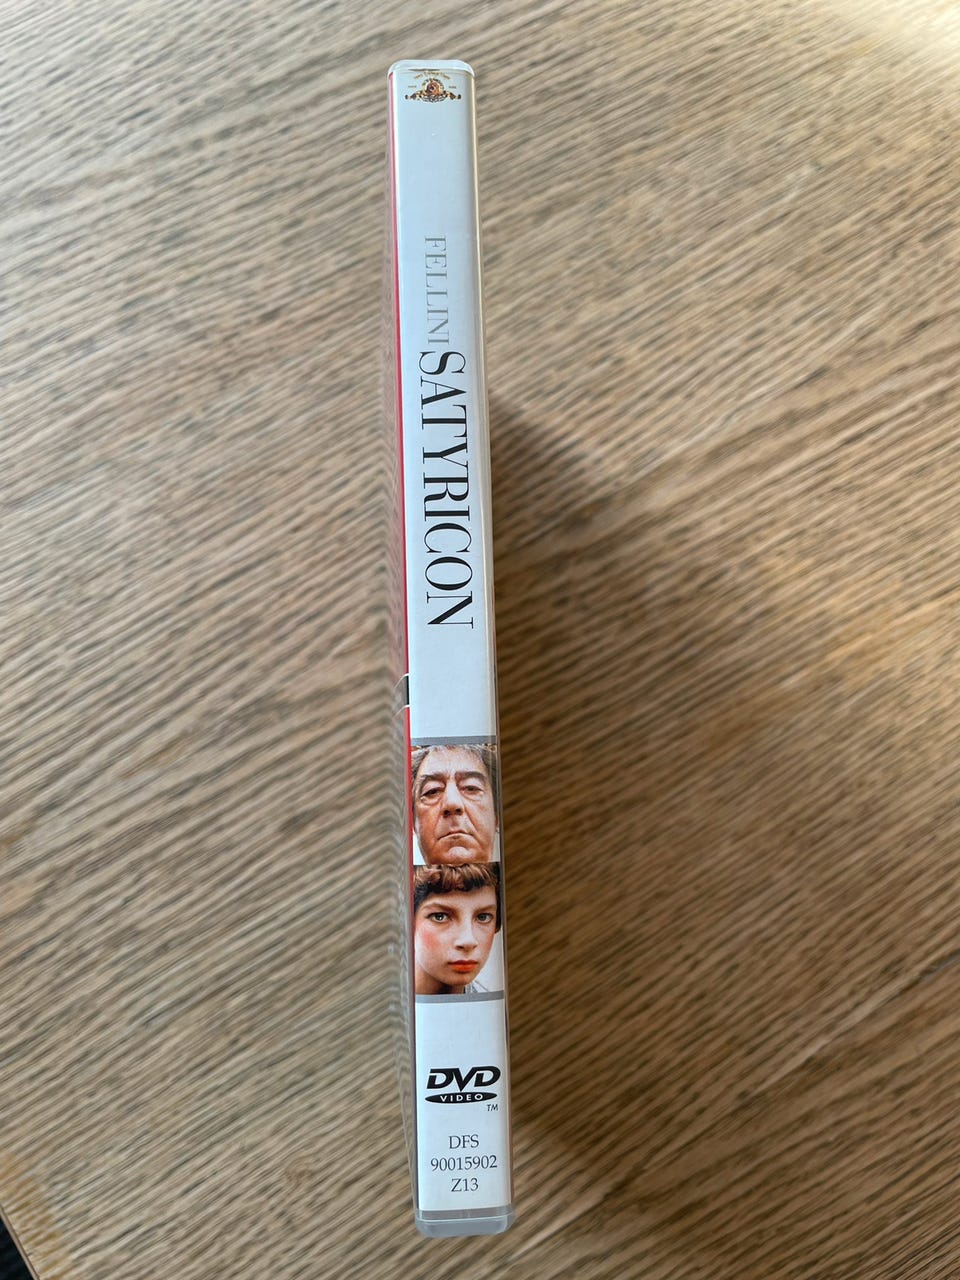 FELLINI SATYRICON
DVD
VIDEO
TM
DFS
90015902
Z13